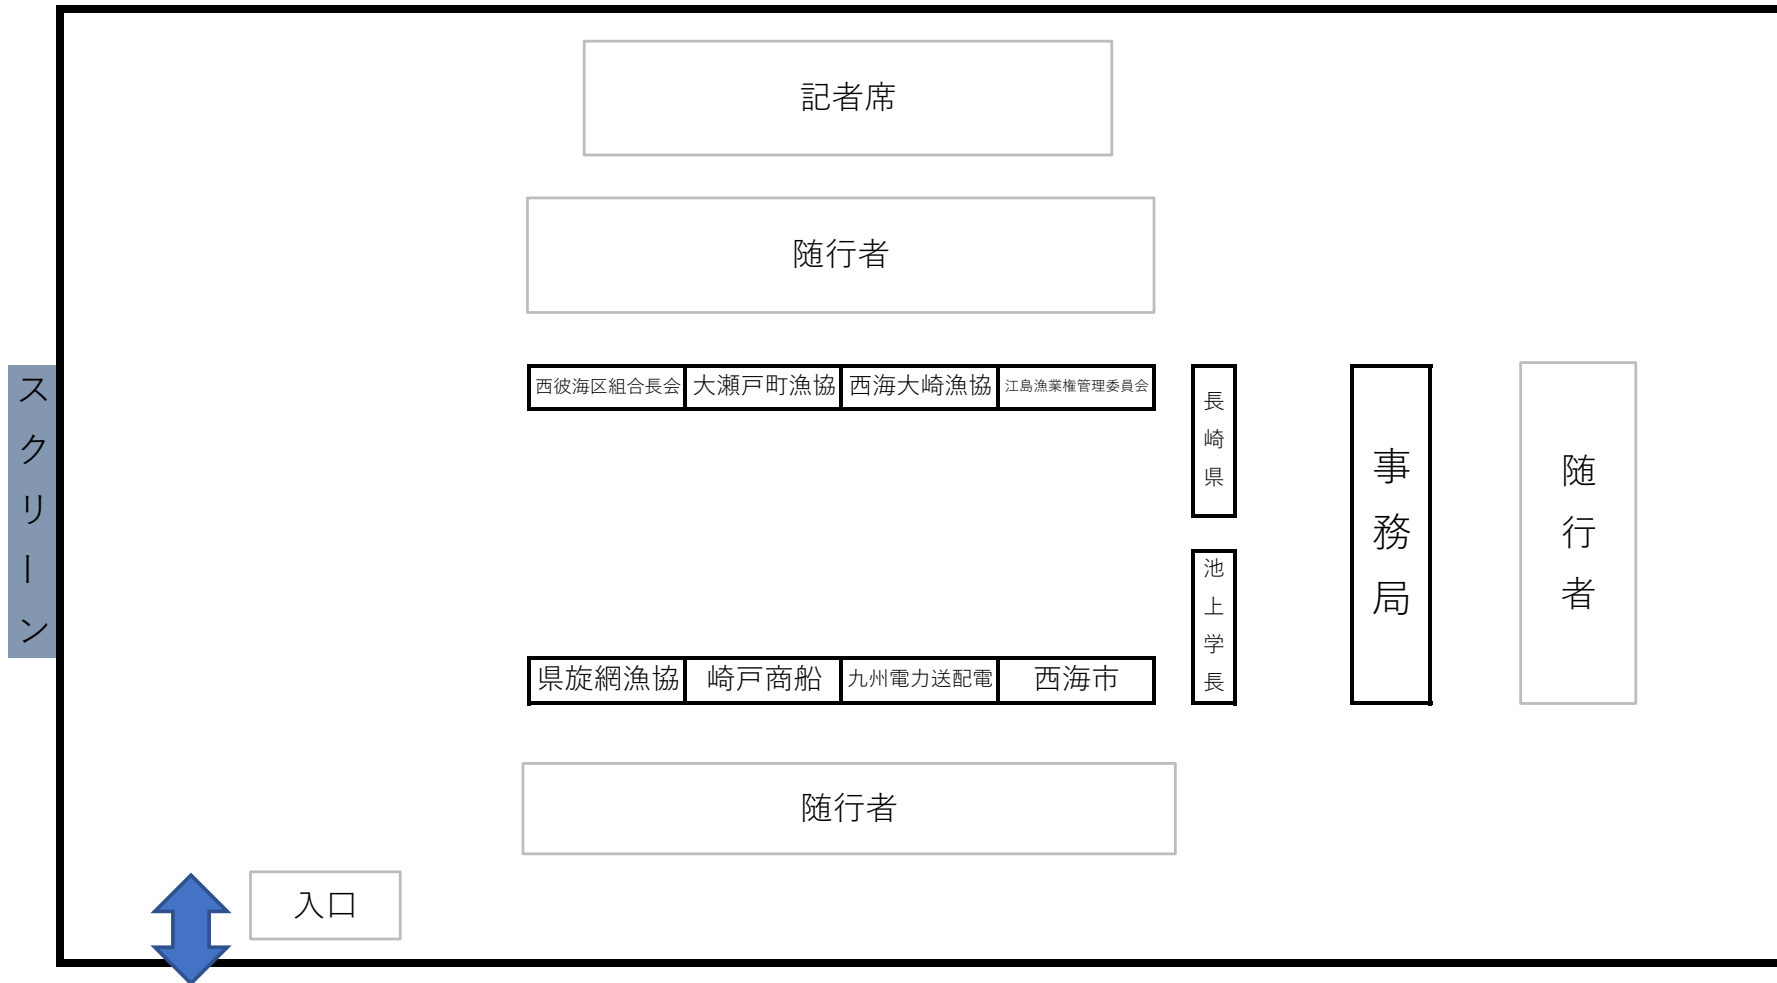 記者席
随行者
スクリーン
西彼海区組合長会
大瀬戸町漁協
西海大崎漁協
江島漁業権管理委員会
長崎県
事務局
随行者
池上学長
県旋網漁協
崎戸商船
九州電力送配電
西海市
随行者
入口